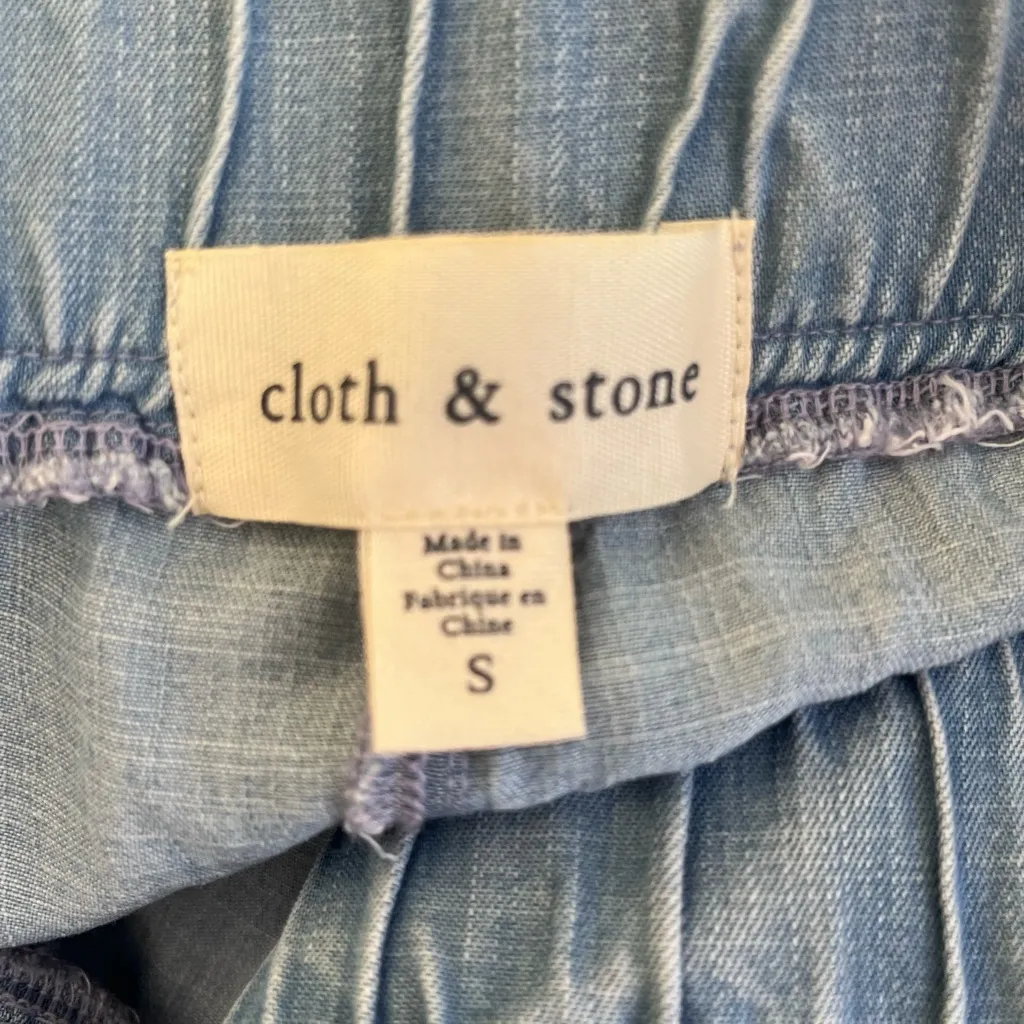 cloth & stone
Made in
China
Fabrique en
Chine
S